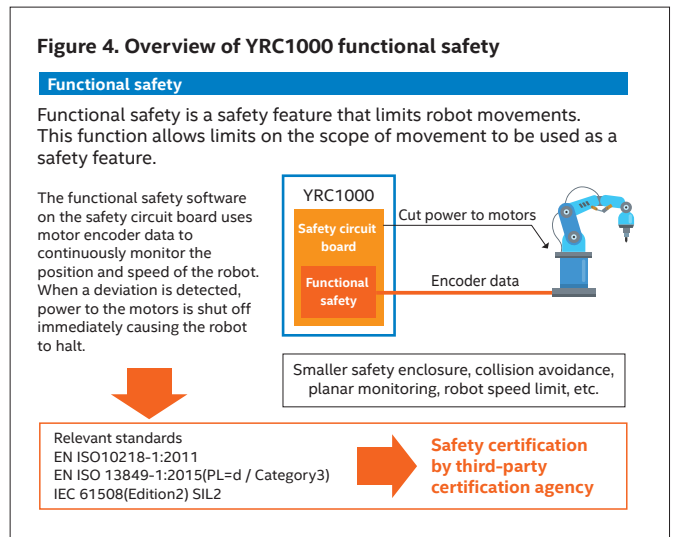 Figure 4. Overview of YRC1000 functional safety
Functional safety
Functional safety is a safety feature that limits robot movements.
This function allows limits on the scope of movement to be used as a
safety feature.
The functional safety software
on the safety circuit board uses
motor encoder data to
continuously monitor the
position and speed of the robot.
When a deviation is detected,
power to the motors is shut off
immediately causing the robot
to halt.
YRC1000
Safety circuit
board
Functional
safety
Cut power to motors
Encoder data
Smaller safety enclosure, collision avoidance,
planar monitoring, robot speed limit, etc.
Relevant standards
EN ISO10218-1:2011
EN ISO 13849-1:2015(PL=d / Category3)
IEC 61508(Edition2) SIL2
Safety certification
by third-party
certification agency